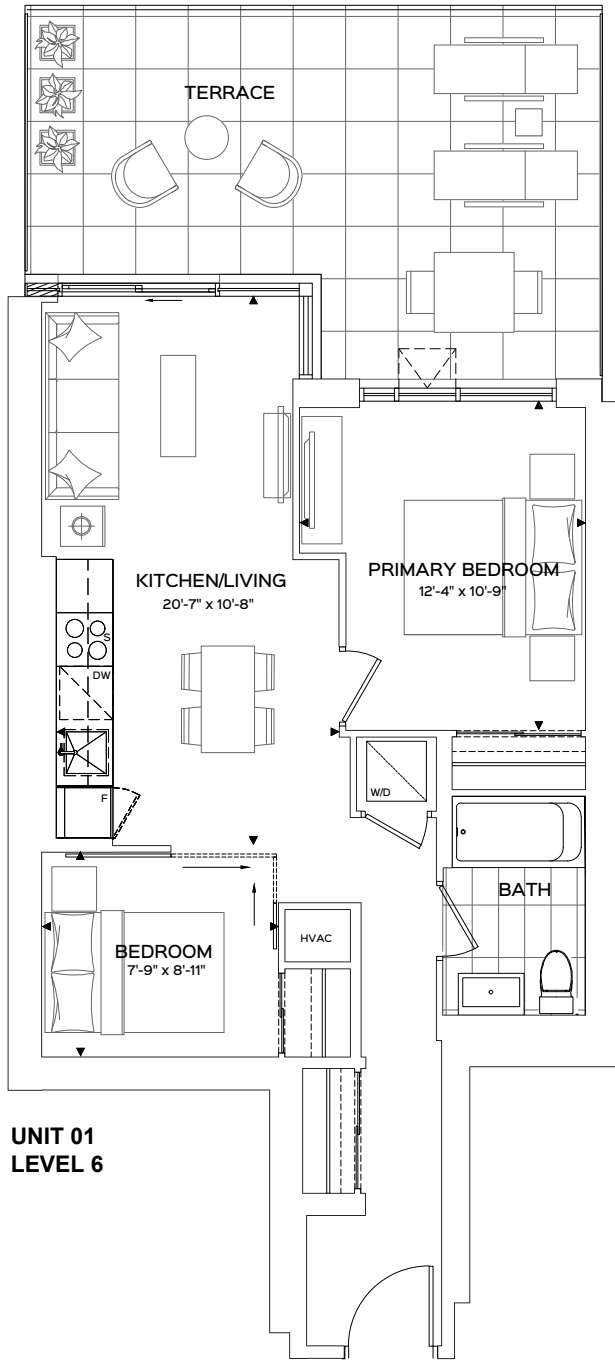 TERRACE
KITCHEN/LIVING
20'-7" x 10'-8"
PRIMARY BEDROOM
12'-4" x 10'-9"
S
DW
W/D
F
BATH
HVAC
BEDROOM
7'-9" x 8'-11"
UNIT 01
LEVEL 6